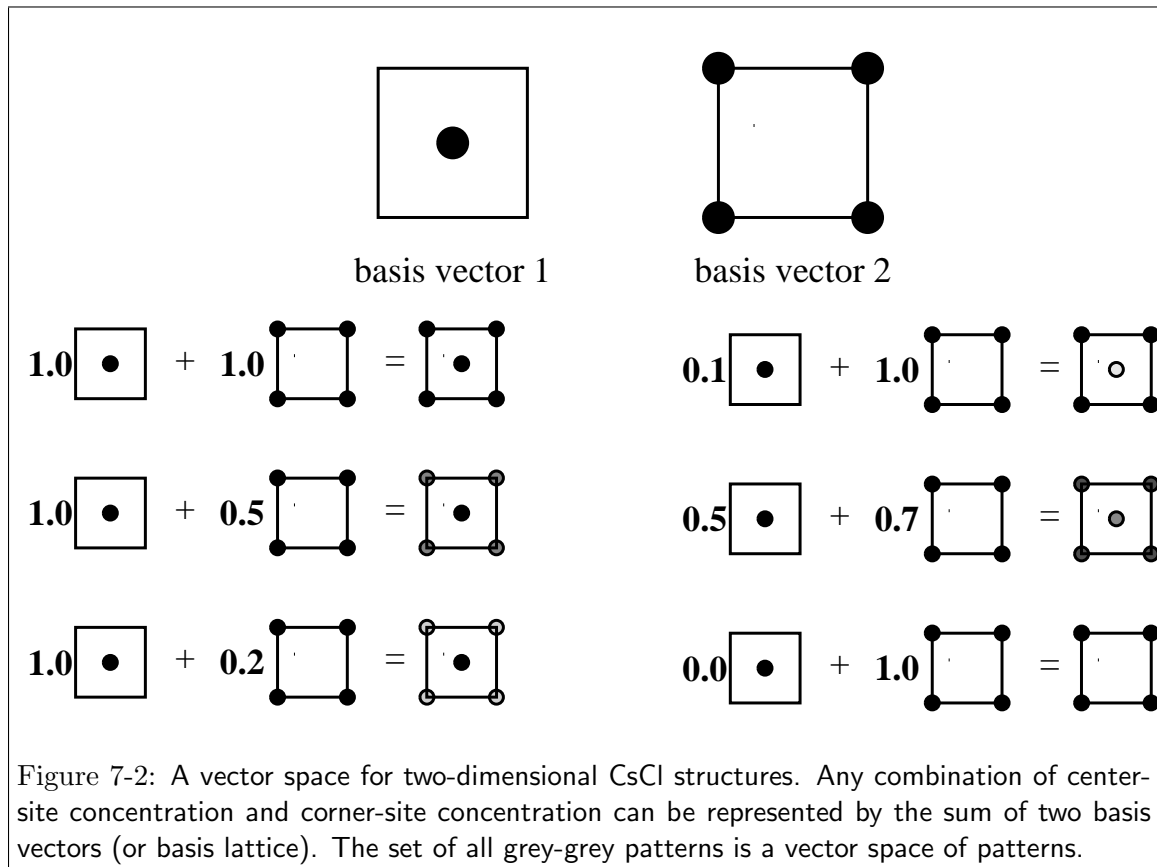 basis vector 1 basis vector 2
1.0 + 1.0 = 0.1 + 1.0 =
1.0 + 0.5 = 0.5 + 0.7 =
1.0 + 0.2 = 0.0 + 1.0 =
Figure 7-2: A vector space for two-dimensional CsCl structures. Any combination of center-
site concentration and corner-site concentration can be represented by the sum of two basis
vectors (or basis lattice). The set of all grey-grey patterns is a vector space of patterns.